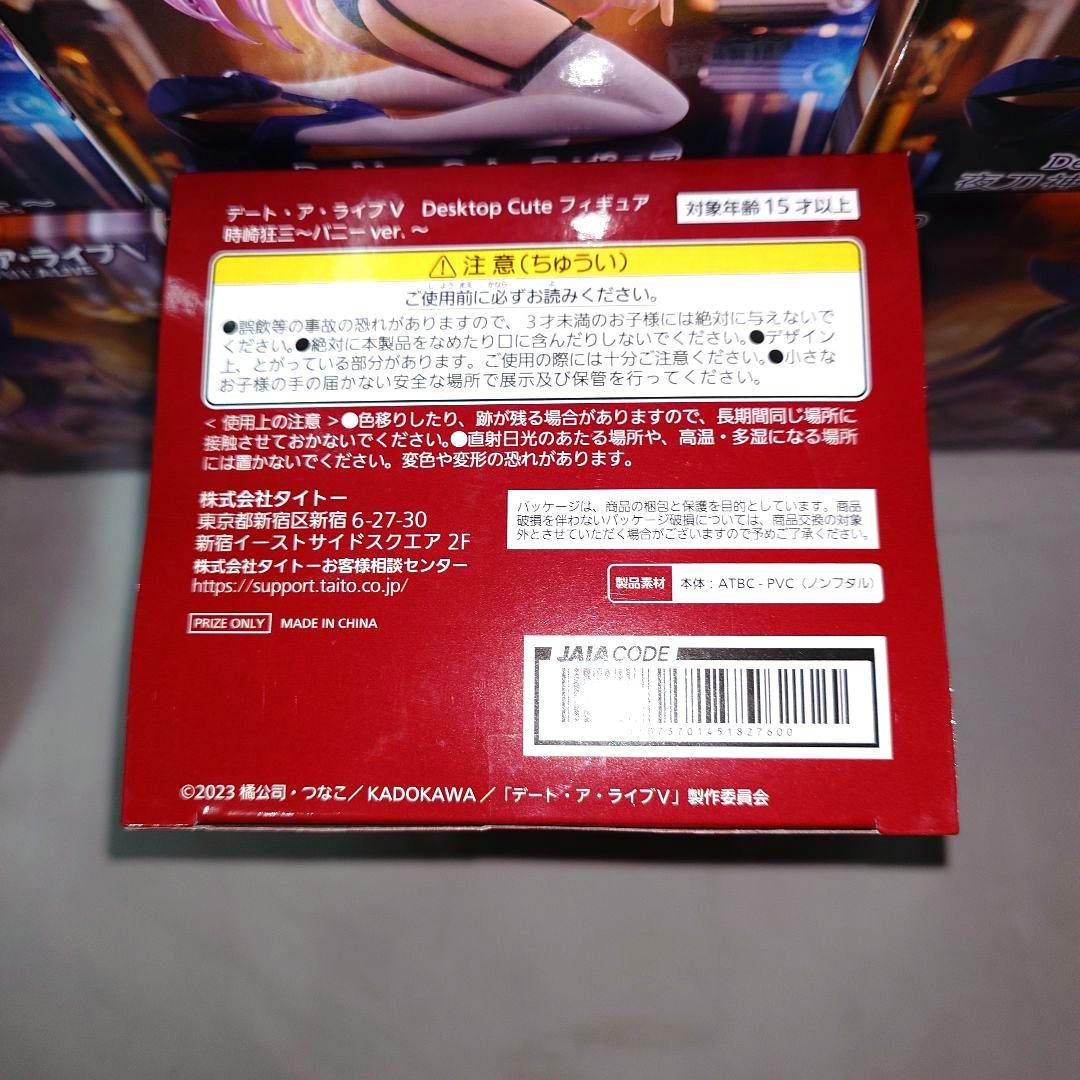 夜刀神
ア・ライブV
デート・ア・ライブV Desktop Cute フィギュア
対象年齢15才以上
時崎狂三～バニーver.～
⚠注意(ちゅうい)
ご使用前に必ずお読みください。
●誤飲等の事故の恐れがありますので、3才未満のお子様には絶対に与えないで
ください。●絶対に本製品をなめたり口に含んだりしないでください。●デザイン
上、とがっている部分があります。ご使用の際には十分ご注意ください。●小さな
お子様の手の届かない安全な場所で展示及び保管を行ってください。
< 使用上の注意 >●色移りしたり、跡が残る場合がありますので、長期間同じ場所に
接触させておかないでください。●直射日光のあたる場所や、高温・多湿になる場所
には置かないでください。変色や変形の恐れがあります。
株式会社タイトー
東京都新宿区新宿 6-27-30
新宿イーストサイドスクエア 2F
株式会社タイトーお客様相談センター
https://support.taito.co.jp/
パッケージは、商品の梱包と保護を目的としています。商品
破損を伴わないパッケージ破損については、商品交換の対象
外とさせていただく場合がございますので予めご了承ください。
製品素材 本体：ATBC-PVC（ノンフタル）
PRIZE ONLY MADE IN CHINA
JAIA CODE
©2023 橘公司・つなこ／KADOKAWA／「デート・ア・ライブV」製作委員会